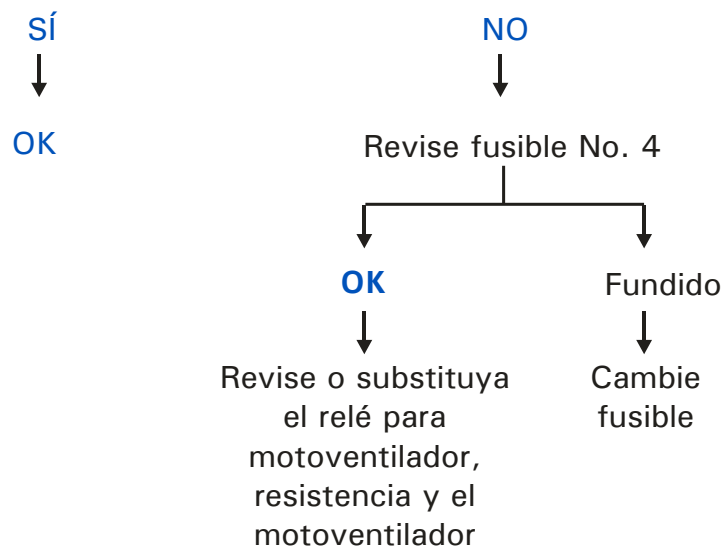 SÍ
NO
OK
Revise fusible No. 4
OK
Fundido
Revise o substituya
el relé para
motoventilador,
resistencia y el
motoventilador
Cambie
fusible